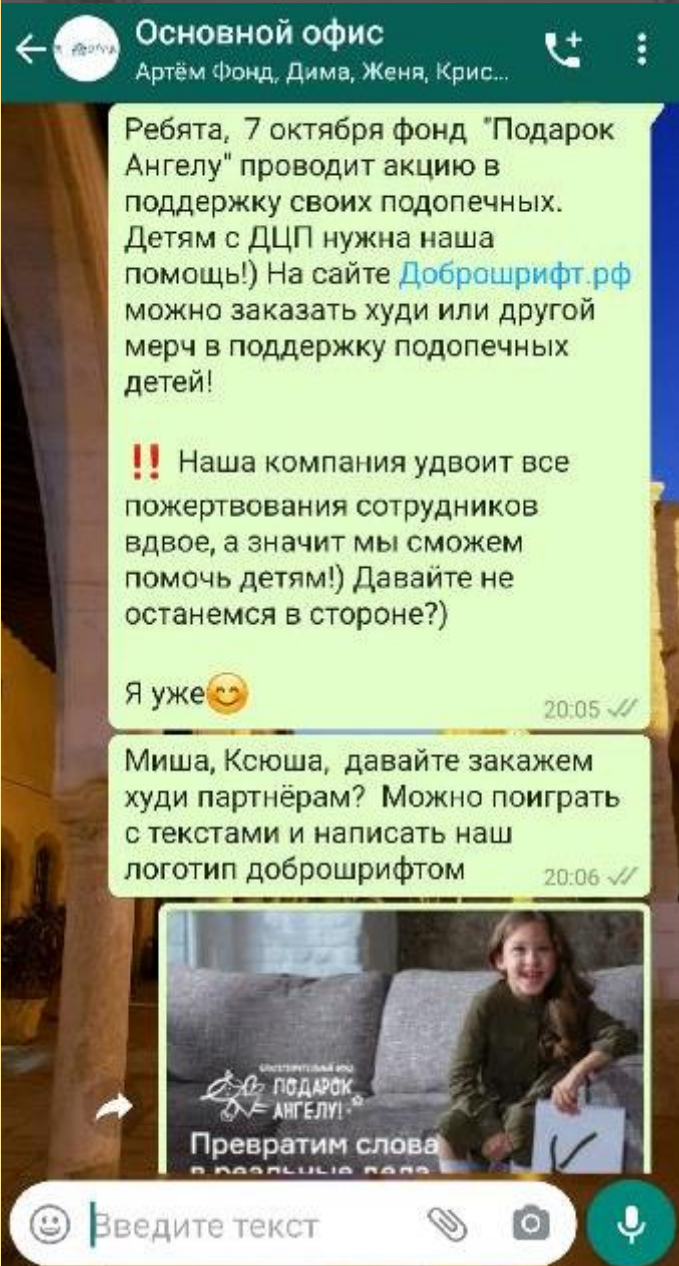 Основной офис
Артём Фонд, Дима, Женя, Крис...
Ребята, 7 октября фонд "Подарок
Ангелу" проводит акцию в
поддержку своих подопечных.
Детям с ДЦП нужна наша
помощь!) На сайте Доброшрифт.рф
можно заказать худи или другой
мерч в поддержку подопечных
детей!
‼ Наша компания удвоит все
пожертвования сотрудников
вдвое, а значит мы сможем
помочь детям!) Давайте не
останемся в стороне?)
Я уже😊
20:05
Миша, Ксюша, давайте закажем
худи партнёрам? Можно поиграть
с текстами и написать наш
логотип доброшрифтом
20:06
БЛАГОТВОРИТЕЛЬНЫЙ ФОНД
ПОДАРОК
АНГЕЛУ!
Превратим слова
в реальные дела
Введите текст